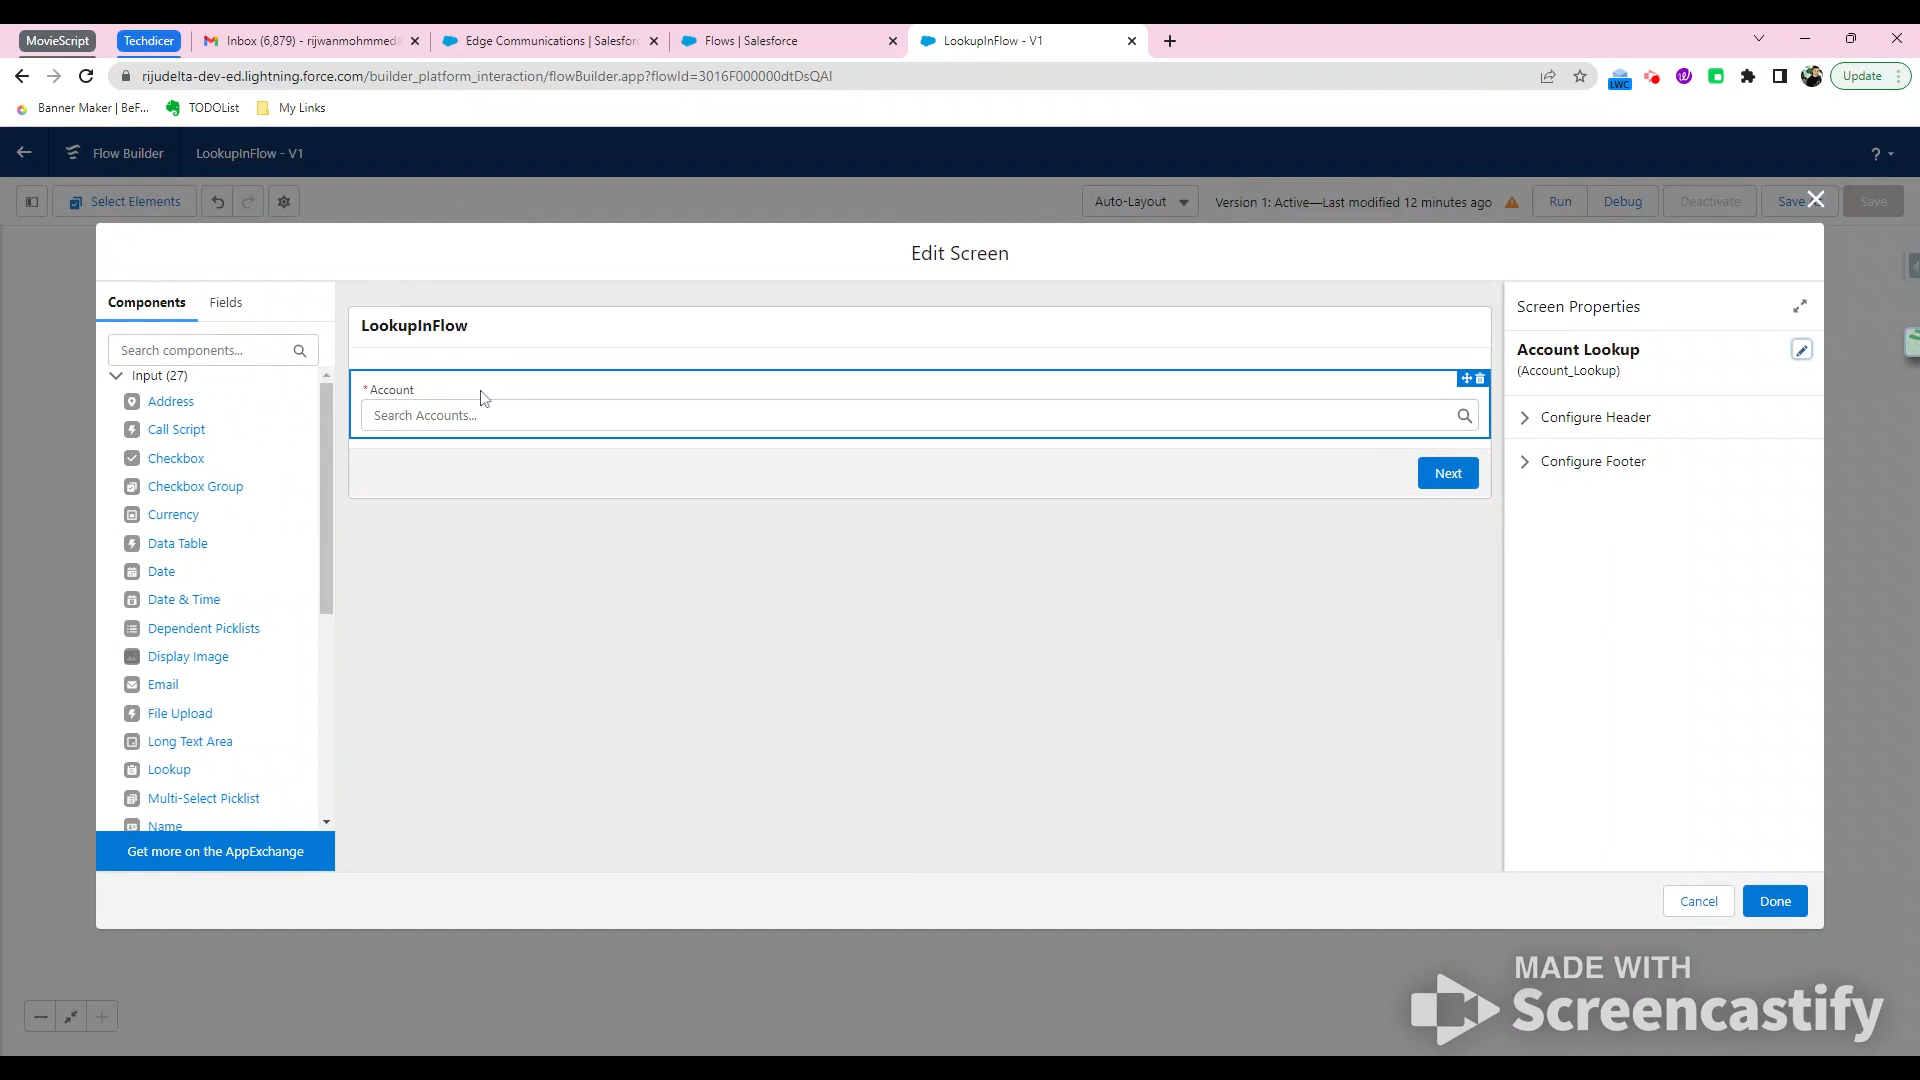 MovieScript
Techdicer
Inbox (6,879) - rijwanmohmmed
Edge Communications | Salesforc
Flows | Salesforce
LookupInFlow - V1
rijudelta-dev-ed.lightning.force.com/builder_platform_interaction/flowBuilder.app?flowId=3016F000000dtDsQAI
LWC
Update
Banner Maker | BeF...
TODOList
My Links
Flow Builder
LookupInFlow - V1
?
Select Elements
Auto-Layout
Version 1: Active—Last modified 12 minutes ago
Run
Debug
Deactivate
Save
Save
Edit Screen
Components
Fields
Search components...
Input (27)
Address
Call Script
Checkbox
Checkbox Group
Currency
Data Table
Date
Date & Time
Dependent Picklists
Display Image
Email
File Upload
Long Text Area
Lookup
Multi-Select Picklist
Name
Get more on the AppExchange
LookupInFlow
*Account
Search Accounts...
Next
Screen Properties
Account Lookup
(Account_Lookup)
Configure Header
Configure Footer
Cancel
Done
MADE WITH
Screencastify